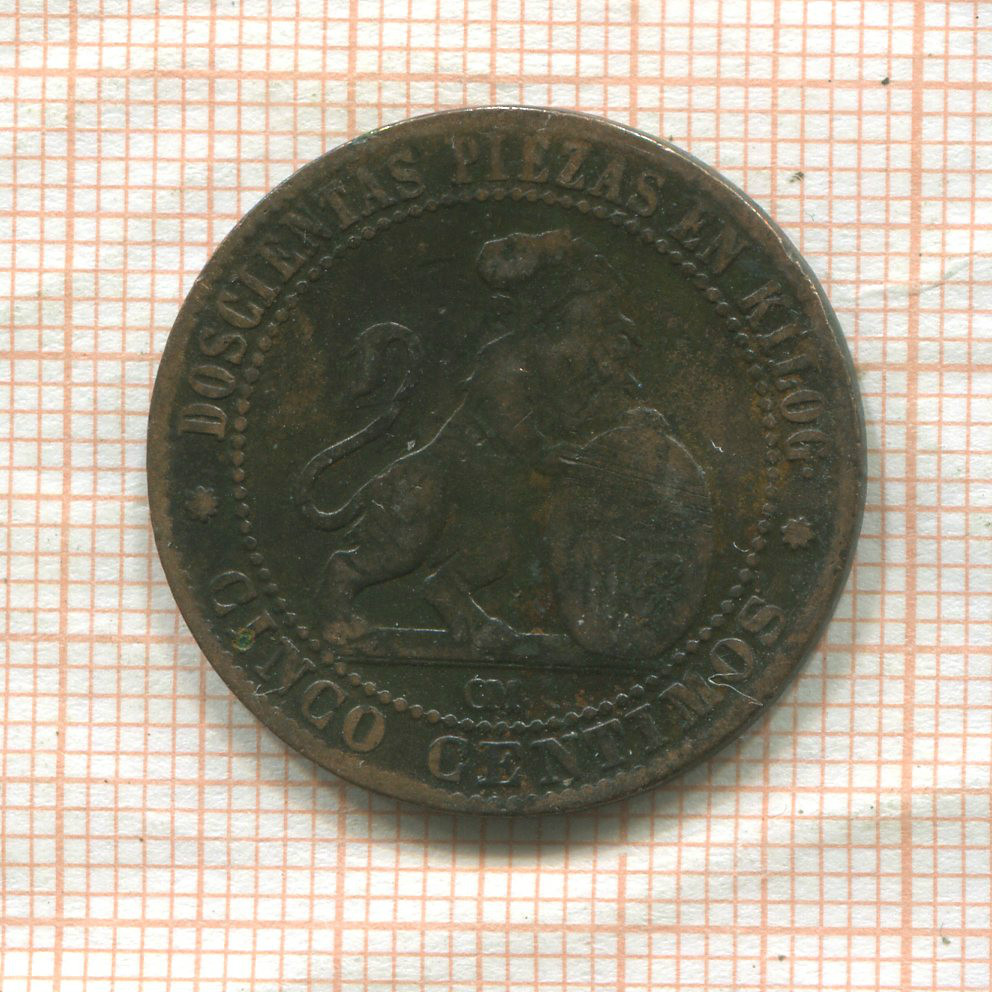 DOSCIENTAS PIEZAS EN KILOG.
CINCO CENTIMOS
OM